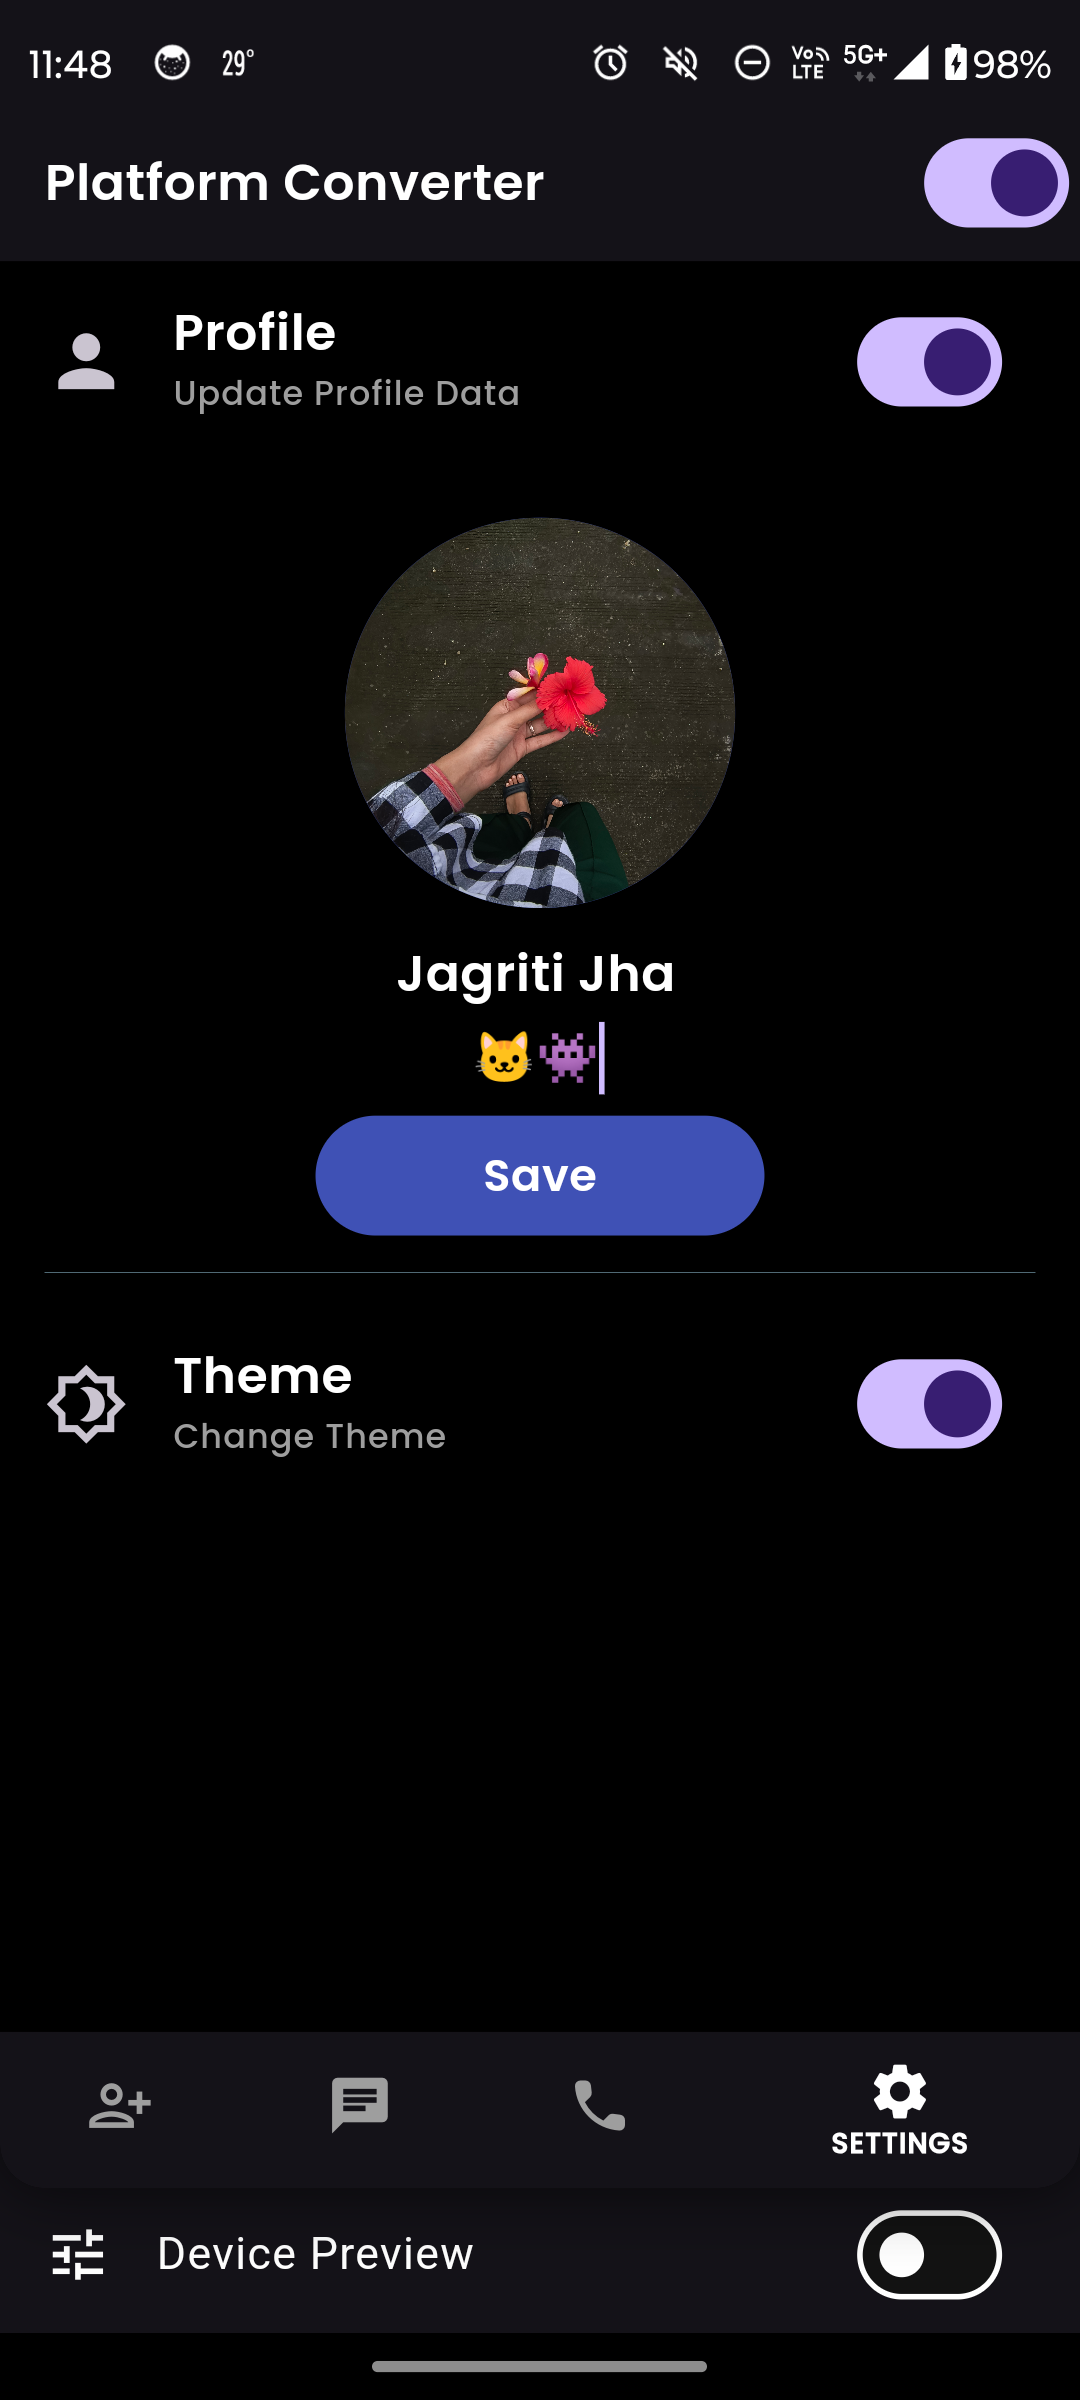 11:48 29° VoLTE 5G+ 98%
Platform Converter
Profile
Update Profile Data
Jagriti Jha
🐱👾
Save
Theme
Change Theme
SETTINGS
Device Preview